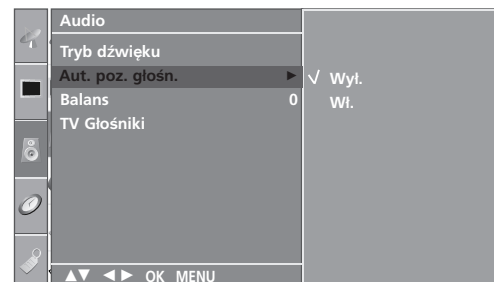 Audio
Tryb dźwięku
Aut. poz. głośn. ► √ Wył.
Balans 0 Wł.
TV Głośniki
▲▼ ◄► OK MENU